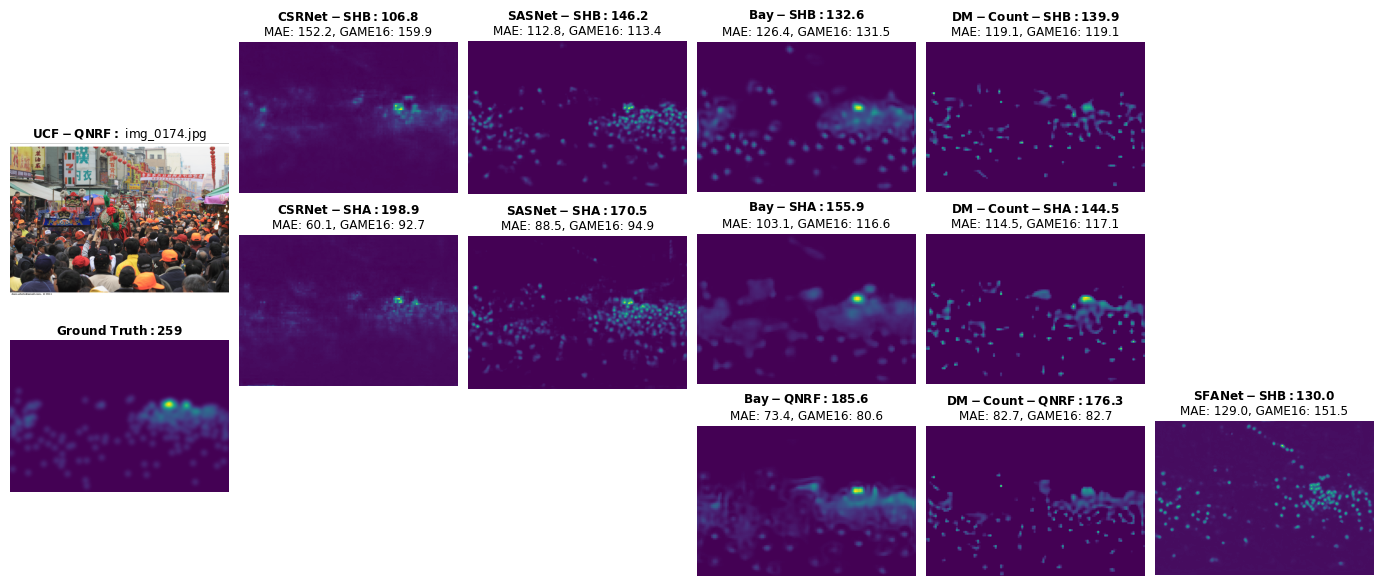 CSRNet−SHB: 106.8
MAE: 152.2, GAME16: 159.9
SASNet−SHB: 146.2
MAE: 112.8, GAME16: 113.4
Bay−SHB: 132.6
MAE: 126.4, GAME16: 131.5
DM−Count−SHB: 139.9
MAE: 119.1, GAME16: 119.1
UCF−QNRF: img_0174.jpg
CSRNet−SHA: 198.9
MAE: 60.1, GAME16: 92.7
SASNet−SHA: 170.5
MAE: 88.5, GAME16: 94.9
Bay−SHA: 155.9
MAE: 103.1, GAME16: 116.6
DM−Count−SHA: 144.5
MAE: 114.5, GAME16: 117.1
Ground Truth: 259
Bay−QNRF: 185.6
MAE: 73.4, GAME16: 80.6
DM−Count−QNRF: 176.3
MAE: 82.7, GAME16: 82.7
SFANet−SHB: 130.0
MAE: 129.0, GAME16: 151.5